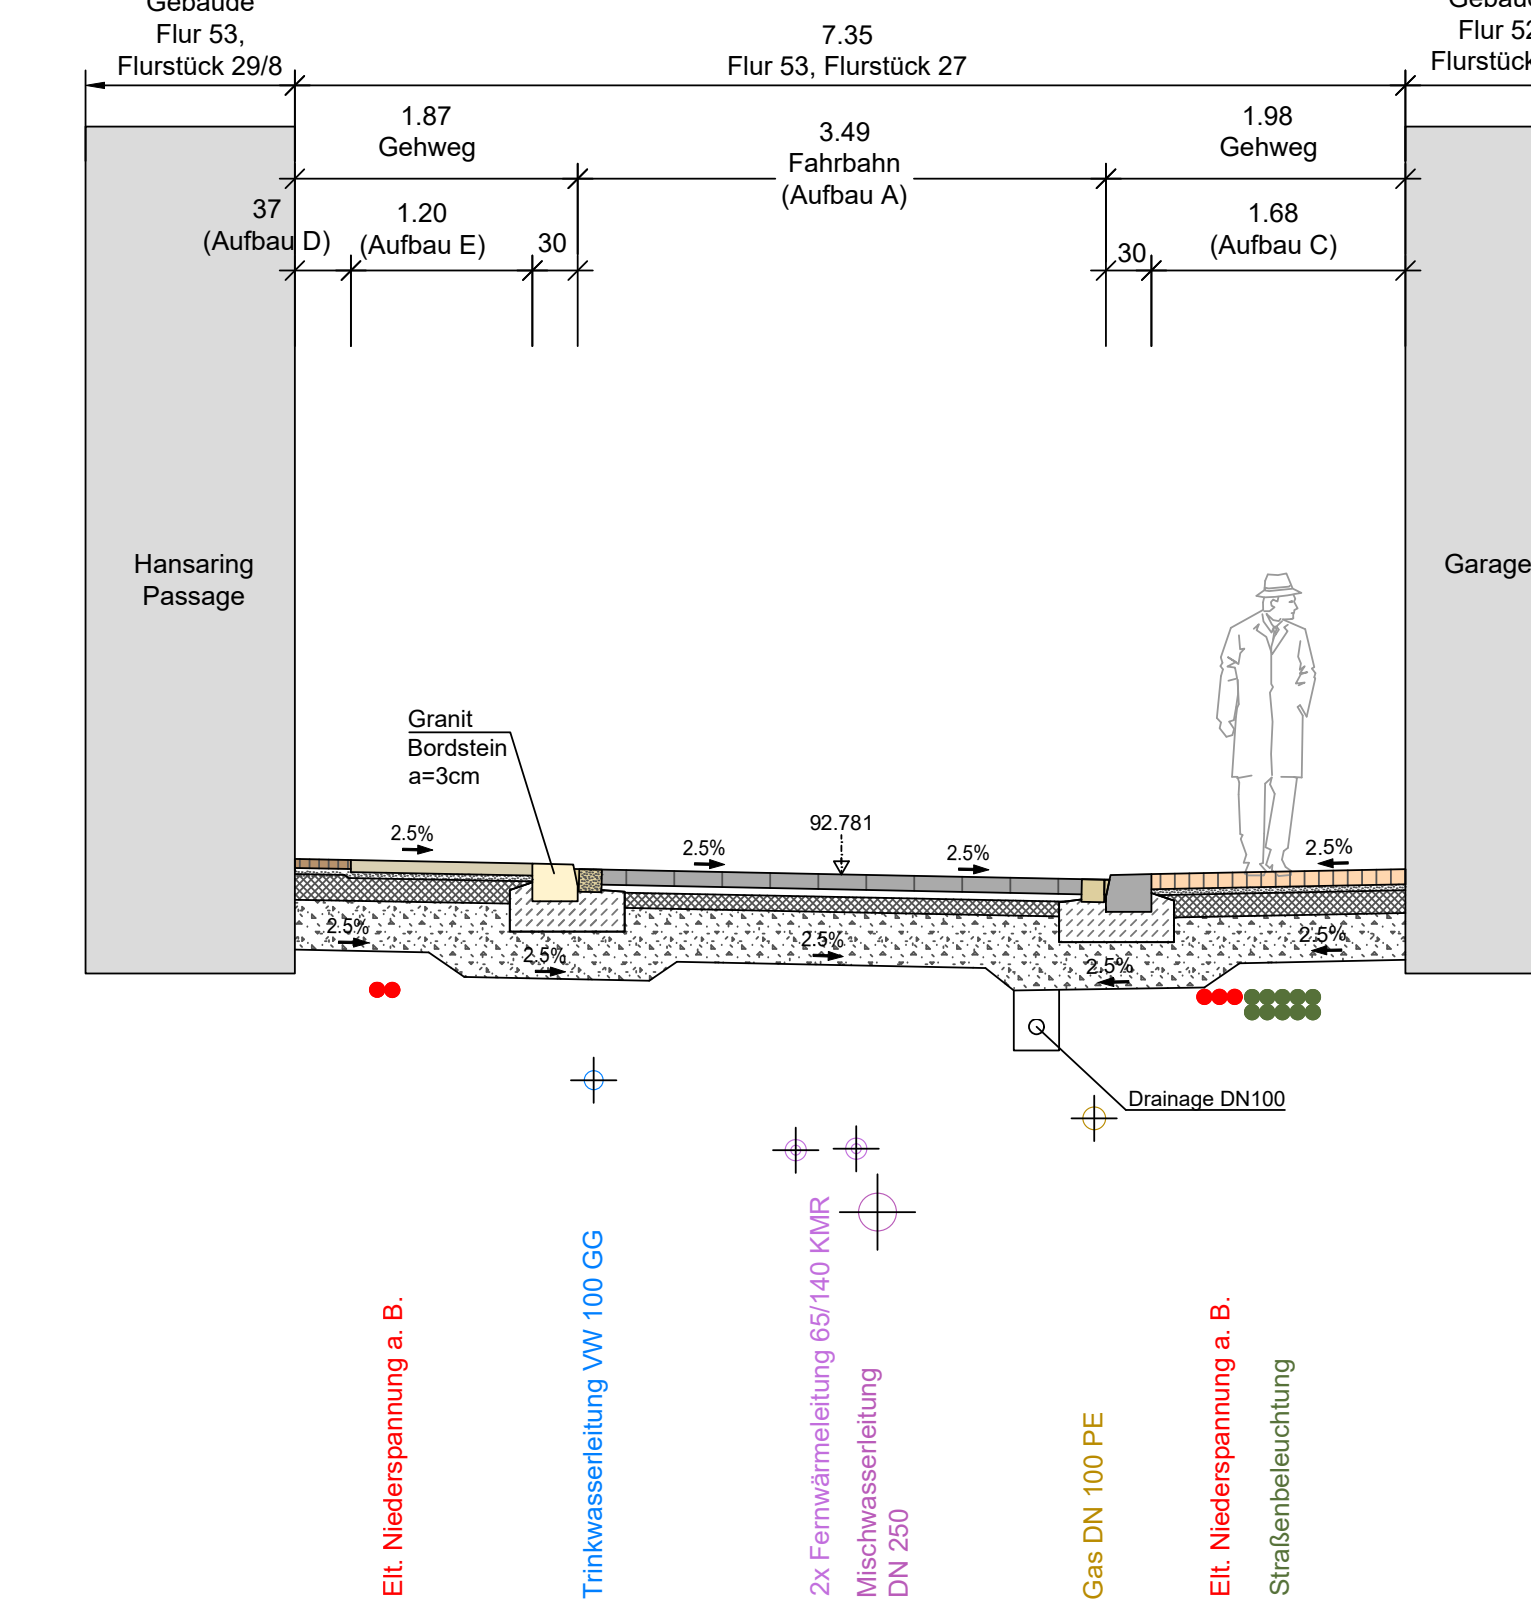 Gebäude
Flur 53,
Flurstück 29/8
7.35
Flur 53, Flurstück 27
Flur 52
Flurstück
1.87
Gehweg
3.49
Fahrbahn
(Aufbau A)
1.98
Gehweg
37
(Aufbau D)
1.20
(Aufbau E)
30
30
1.68
(Aufbau C)
Hansaring
Passage
Garage
Granit
Bordstein
a=3cm
92.781
2.5%
2.5%
2.5%
2.5%
2.5%
2.5%
2.5%
2.5%
2.5%
Drainage DN100
Elt. Niederspannung a. B.
Trinkwasserleitung VW 100 GG
2x Fernwärmeleitung 65/140 KMR
Mischwasserleitung
DN 250
Gas DN 100 PE
Elt. Niederspannung a. B.
Straßenbeleuchtung